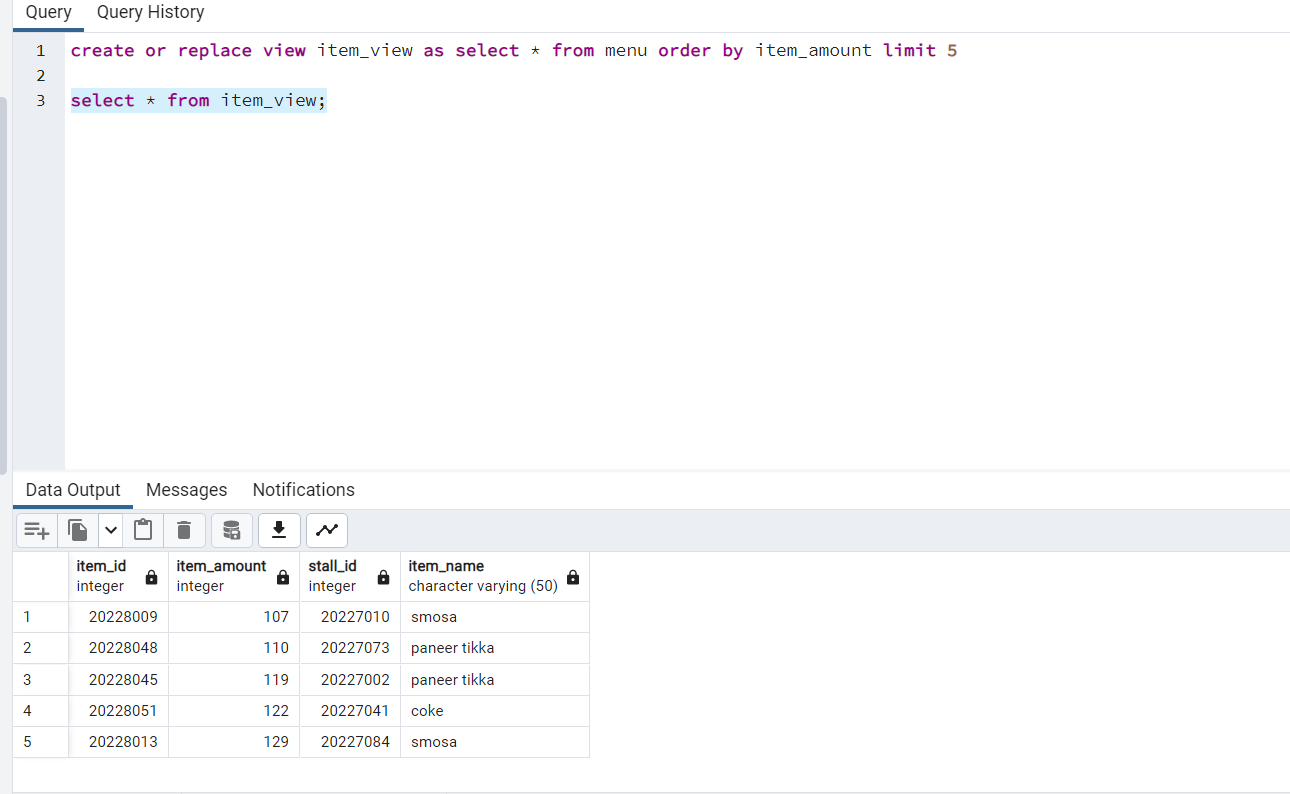 Query Query History
1 create or replace view item_view as select * from menu order by item_amount limit 5
2
3 select * from item_view;
Data Output Messages Notifications
item_id item_amount stall_id item_name
integer integer integer character varying (50)
1 20228009 107 20227010 smosa
2 20228048 110 20227073 paneer tikka
3 20228045 119 20227002 paneer tikka
4 20228051 122 20227041 coke
5 20228013 129 20227084 smosa